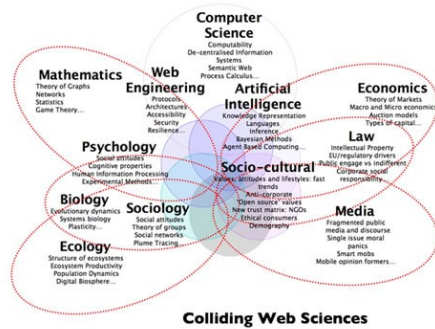 Computer
Science
Computability
De-centralised Information
Systems
Semantic Web
Process Calculus...
Mathematics
Theory of Graphs
Networks
Statistics
Game Theory...
Web
Engineering
Protocols
Architectures
Accessibility
Security
Resilience...
Artificial
Intelligence
Knowledge Representation
Languages
Inference
Bayesian Methods
Agent Based Computing...
Economics
Theory of Markets
Macro and Micro economics
Auction models
Types of capital...
Law
Intellectual Property
EU/regulatory drivers
Public engage vs indifferent
Corporate social
responsibility...
Psychology
Social attitudes
Cognitive properties
Human Information Processing
Experimental Methods...
Socio-cultural
Values: attitudes and lifestyles: fast
trends
Anti-corporate
'Open source' values
New trust matrix: NGOs
Ethical consumers
Demography
Biology
Evolutionary dynamics
Systems biology
Plasticity...
Sociology
Social attitudes
Theory of groups
Social networks
Plume Tracing...
Media
Fragmented public
media and discourse
Single issue moral
panics
Smart mobs
Mobile opinion formers...
Ecology
Structure of ecosystems
Ecosystem Productivity
Population Dynamics
Digital Biosphere...
Colliding Web Sciences